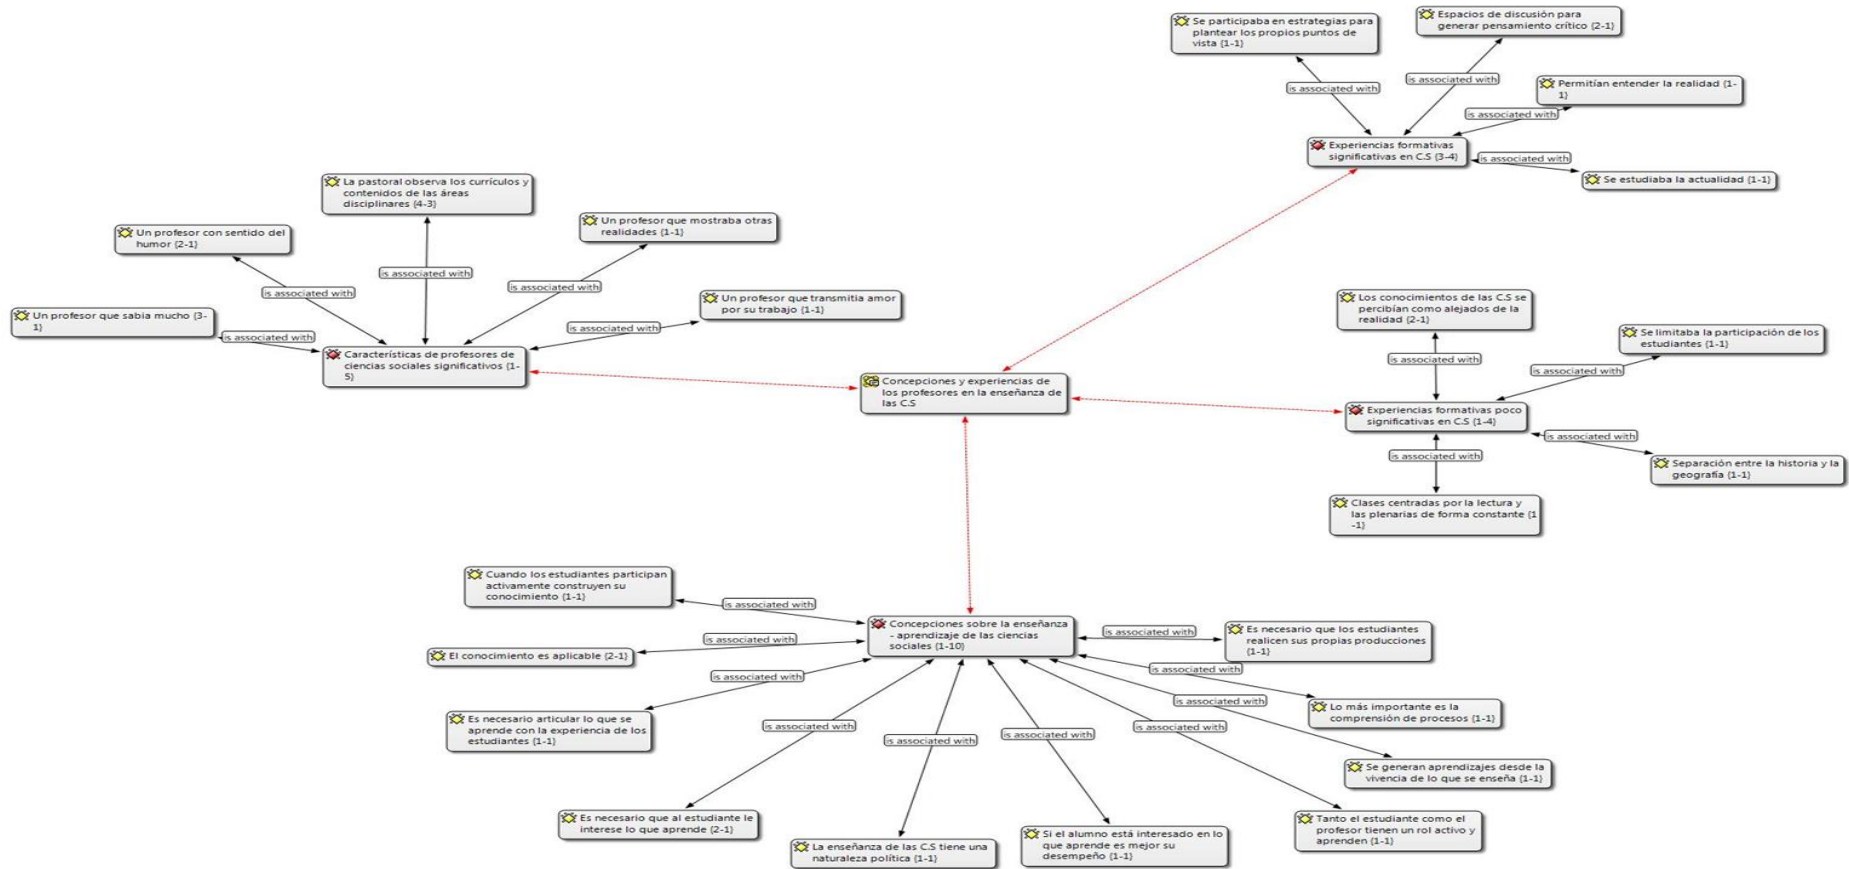 Se participaba en estrategias para
plantear los propios puntos de
vista {1-1}
Espacios de discusión para
generar pensamiento crítico {2-1}
is associated with
is associated with
Permitían entender la realidad {1-
1}
is associated with
Experiencias formativas
significativas en C.S {3-4}
is associated with
Se estudiaba la actualidad {1-1}
La pastoral observa los currículos y
contenidos de las áreas
disciplinares {4-3}
Un profesor con sentido del
humor {2-1}
Un profesor que mostraba otras
realidades {1-1}
is associated with
is associated with
is associated with
Un profesor que sabia mucho {3-
1}
is associated with
Un profesor que transmitia amor
por su trabajo {1-1}
is associated with
Características de profesores de
ciencias sociales significativos {1-
5}
Concepciones y experiencias de
los profesores en la enseñanza de
las C.S
Los conocimientos de las C.S se
percibían como alejados de la
realidad {2-1}
Se limitaba la participación de los
estudiantes {1-1}
is associated with
is associated with
Experiencias formativas poco
significativas en C.S {1-4}
is associated with
is associated with
Separación entre la historia y la
geografía {1-1}
Clases centradas por la lectura y
las plenarias de forma constante {1
-1}
Cuando los estudiantes participan
activamente construyen su
conocimiento {1-1}
is associated with
Concepciones sobre la enseñanza
- aprendizaje de las ciencias
sociales {1-10}
is associated with
Es necesario que los estudiantes
realicen sus propias producciones
{1-1}
is associated with
El conocimiento es aplicable {2-1}
is associated with
is associated with
Es necesario articular lo que se
aprende con la experiencia de los
estudiantes {1-1}
is associated with
Lo más importante es la
comprensión de procesos {1-1}
is associated with
is associated with
is associated with
is associated with
Se generan aprendizajes desde la
vivencia de lo que se enseña {1-1}
Es necesario que al estudiante le
interese lo que aprende {2-1}
La enseñanza de las C.S tiene una
naturaleza política {1-1}
Si el alumno está interesado en lo
que aprende es mejor su
desempeño {1-1}
Tanto el estudiante como el
profesor tienen un rol activo y
aprenden {1-1}